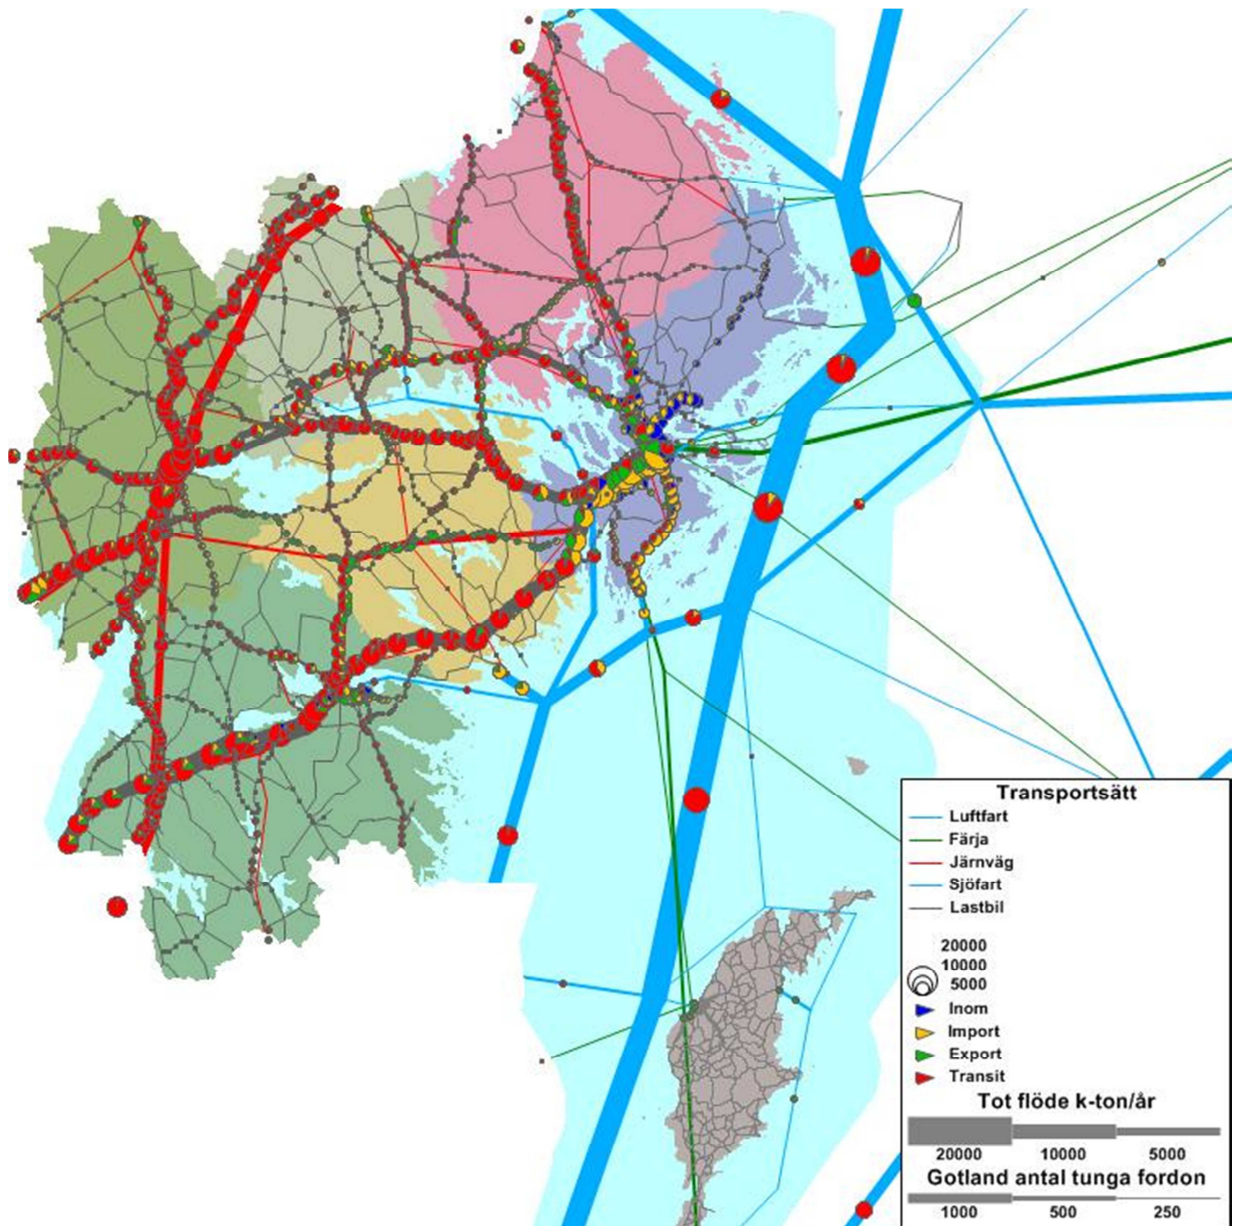 Transportsätt
Luftfart
Färja
Järnväg
Sjöfart
Lastbil
20000
10000
5000
Inom
Import
Export
Transit
Tot flöde k-ton/år
20000 10000 5000
Gotland antal tunga fordon
1000 500 250